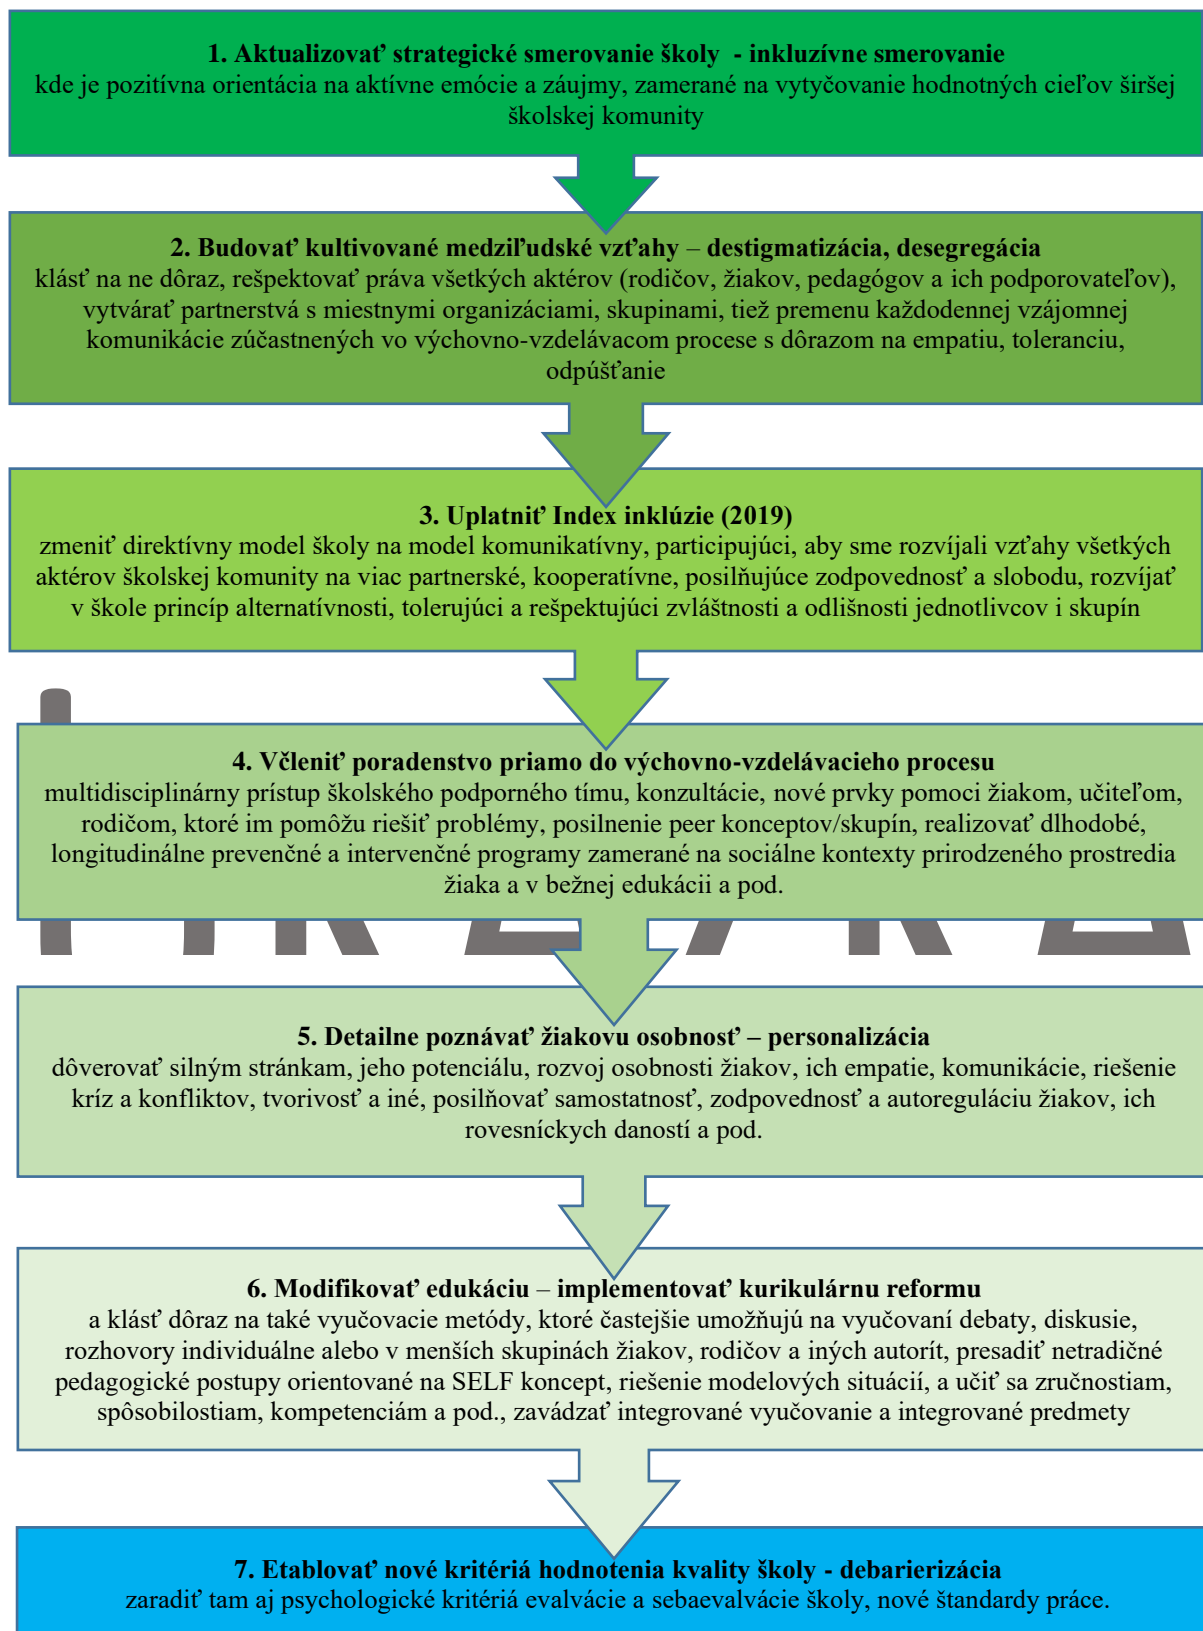 1. Aktualizovať strategické smerovanie školy - inkluzívne smerovanie
kde je pozitívna orientácia na aktívne emócie a záujmy, zamerané na vytyčovanie hodnotných cieľov širšej
školskej komunity
2. Budovať kultivované medziľudské vzťahy – destigmatizácia, desegregácia
klásť na ne dôraz, rešpektovať práva všetkých aktérov (rodičov, žiakov, pedagógov a ich podporovateľov),
vytvárať partnerstvá s miestnymi organizáciami, skupinami, tiež premenu každodennej vzájomnej
komunikácie zúčastnených vo výchovno-vzdelávacom procese s dôrazom na empatiu, toleranciu,
odpúšťanie
3. Uplatniť Index inklúzie (2019)
zmeniť direktívny model školy na model komunikatívny, participujúci, aby sme rozvíjali vzťahy všetkých
aktérov školskej komunity na viac partnerské, kooperatívne, posilňujúce zodpovednosť a slobodu, rozvíjať
v škole princíp alternatívnosti, tolerujúci a rešpektujúci zvláštnosti a odlišnosti jednotlivcov i skupín
4. Včleniť poradenstvo priamo do výchovno-vzdelávacieho procesu
multidisciplinárny prístup školského podporného tímu, konzultácie, nové prvky pomoci žiakom, učiteľom,
rodičom, ktoré im pomôžu riešiť problémy, posilnenie peer konceptov/skupín, realizovať dlhodobé,
longitudinálne prevenčné a intervenčné programy zamerané na sociálne kontexty prirodzeného prostredia
žiaka a v bežnej edukácii a pod.
5. Detailne poznávať žiakovu osobnosť – personalizácia
dôverovať silným stránkam, jeho potenciálu, rozvoj osobnosti žiakov, ich empatie, komunikácie, riešenie
kríz a konfliktov, tvorivosť a iné, posilňovať samostatnosť, zodpovednosť a autoreguláciu žiakov, ich
rovesníckych daností a pod.
6. Modifikovať edukáciu – implementovať kurikulárnu reformu
a klásť dôraz na také vyučovacie metódy, ktoré častejšie umožňujú na vyučovaní debaty, diskusie,
rozhovory individuálne alebo v menších skupinách žiakov, rodičov a iných autorít, presadiť netradičné
pedagogické postupy orientované na SELF koncept, riešenie modelových situácií, a učiť sa zručnostiam,
spôsobilostiam, kompetenciám a pod., zavádzať integrované vyučovanie a integrované predmety
7. Etablovať nové kritériá hodnotenia kvality školy - debarierizácia
zaradiť tam aj psychologické kritériá evalvácie a sebaevalvácie školy, nové štandardy práce.